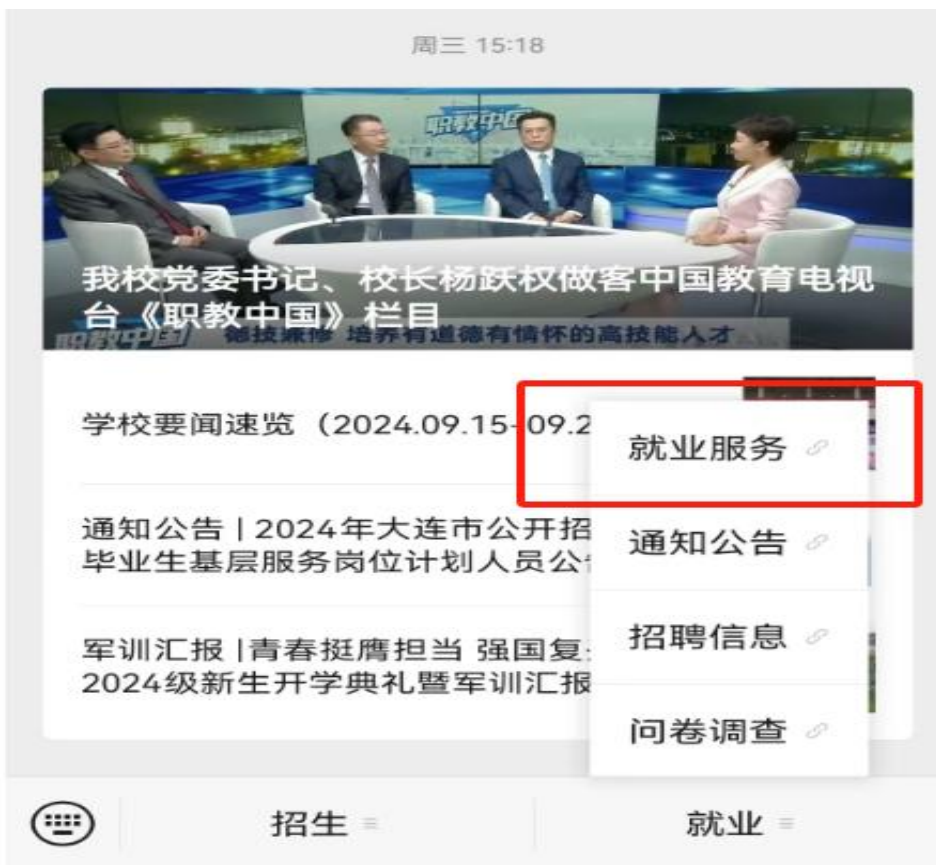 周三 15:18
职教中国
我校党委书记、校长杨跃权做客中国教育电视
台《职教中国》栏目
职教中国 德技兼修 培养有道德有情怀的高技能人才
学校要闻速览（2024.09.15-09.2
通知公告 | 2024年大连市公开招
毕业生基层服务岗位计划人员公
军训汇报 |青春挺膺担当 强国复
2024级新生开学典礼暨军训汇报
就业服务
通知公告
招聘信息
问卷调查
招生
就业